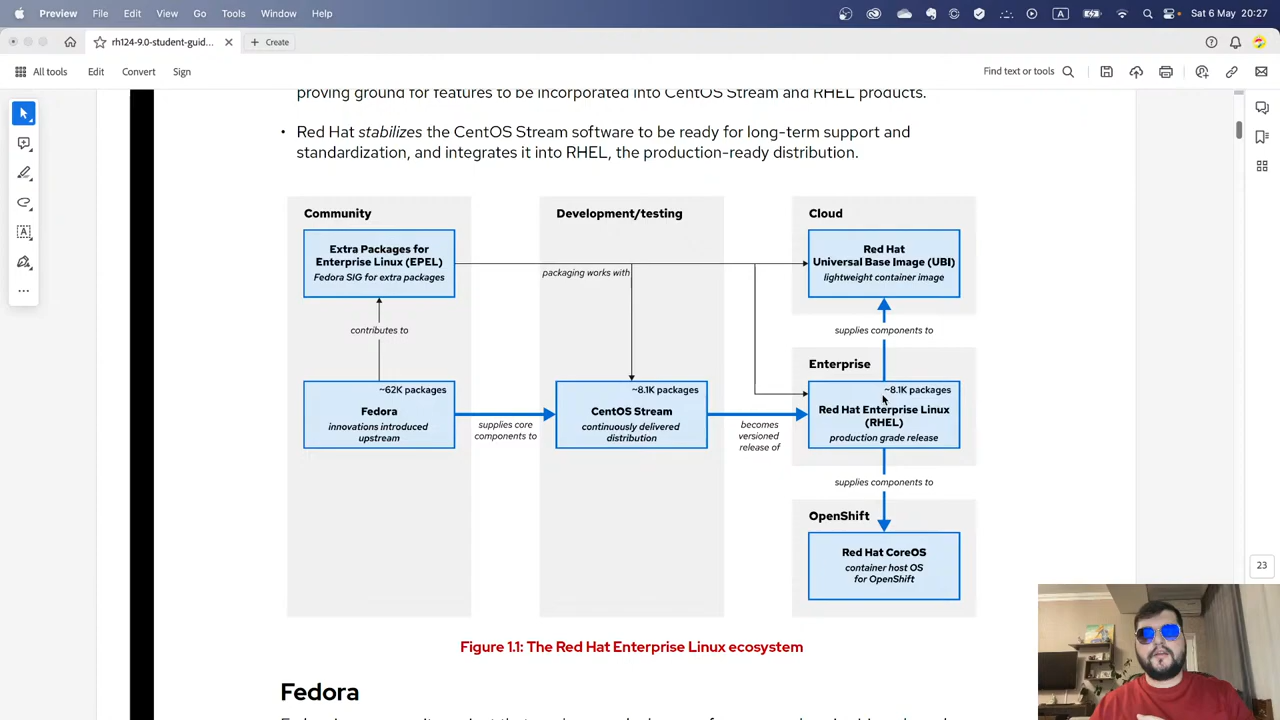 Preview File Edit View Go Tools Window Help
Sat 6 May 20:27
rh124-9.0-student-guid...
Create
All tools Edit Convert Sign
Find text or tools
proving ground for features to be incorporated into CentOS Stream and RHEL products.
• Red Hat stabilizes the CentOS Stream software to be ready for long-term support and
standardization, and integrates it into RHEL, the production-ready distribution.
Community
Development/testing
Cloud
Extra Packages for
Enterprise Linux (EPEL)
Fedora SIG for extra packages
packaging works with
Red Hat
Universal Base Image (UBI)
lightweight container image
contributes to
supplies components to
Enterprise
~62K packages
Fedora
innovations introduced
upstream
supplies core
components to
~8.1K packages
CentOS Stream
continuously delivered
distribution
becomes
versioned
release of
~8.1K packages
Red Hat Enterprise Linux
(RHEL)
production grade release
supplies components to
OpenShift
Red Hat CoreOS
container host OS
for OpenShift
23
Figure 1.1: The Red Hat Enterprise Linux ecosystem
Fedora